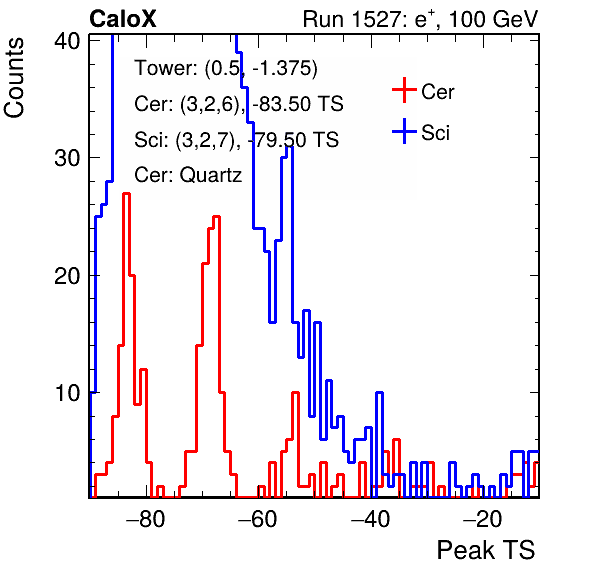 CaloX Run 1527: e⁺, 100 GeV
Counts
40
30
20
10
Tower: (0.5, -1.375)
Cer: (3,2,6), -83.50 TS
Sci: (3,2,7), -79.50 TS
Cer: Quartz
Cer
Sci
−80 −60 −40 −20
Peak TS